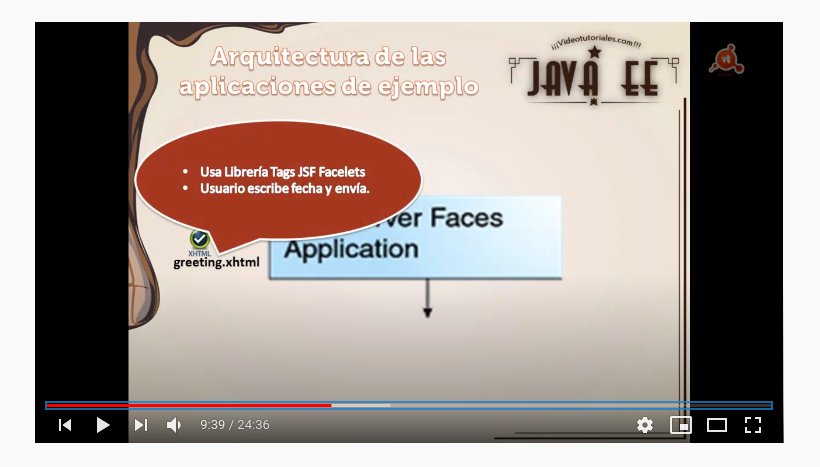 Arquitectura de las
aplicaciones de ejemplo
¡¡¡Videotutoriales.com!!!
JAVA EE
vt
• Usa Librería Tags JSF Facelets
• Usuario escribe fecha y envía.
ver Faces
Application
XHTML
greeting.xhtml
9:39 / 24:36